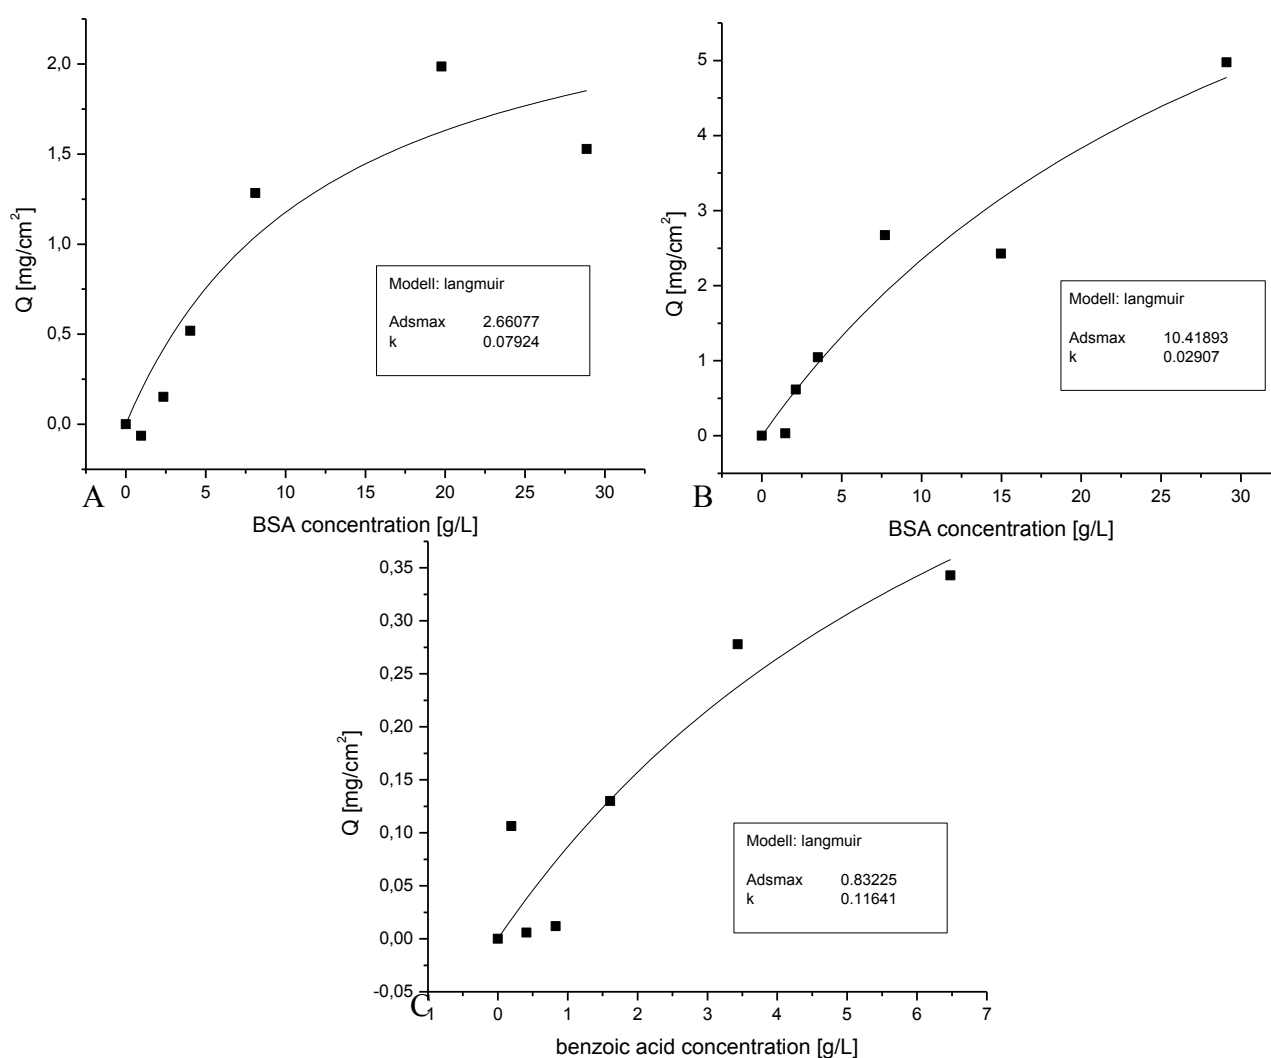 2,0
1,5
1,0
0,5
0,0
Q [mg/cm²]
Modell: langmuir
Adsmax 2.66077
k 0.07924
0 5 10 15 20 25 30
A
BSA concentration [g/L]
5
4
3
2
1
0
Q [mg/cm²]
Modell: langmuir
Adsmax 10.41893
k 0.02907
0 5 10 15 20 25 30
B
BSA concentration [g/L]
0,35
0,30
0,25
0,20
0,15
0,10
0,05
0,00
-0,05
Q [mg/cm²]
Modell: langmuir
Adsmax 0.83225
k 0.11641
C
1 0 1 2 3 4 5 6 7
benzoic acid concentration [g/L]